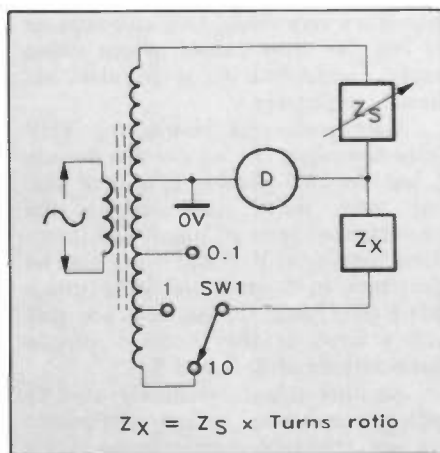 Zs
D
0V
Zx
0.1
1
SW1
10
Zx = Zs x Turns ratio